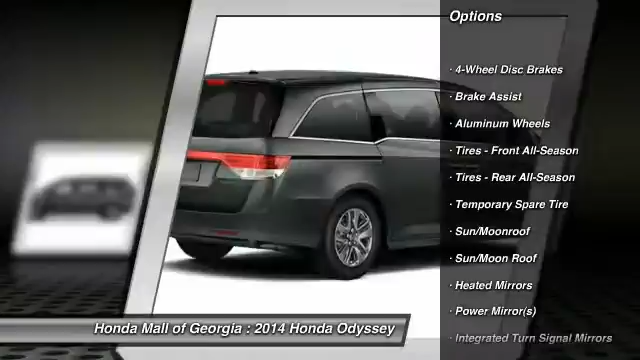 Options
· 4-Wheel Disc Brakes
· Brake Assist
· Aluminum Wheels
· Tires - Front All-Season
· Tires - Rear All-Season
· Temporary Spare Tire
· Sun/Moonroof
· Sun/Moon Roof
· Heated Mirrors
· Power Mirror(s)
· Integrated Turn Signal Mirrors
Honda Mall of Georgia : 2014 Honda Odyssey